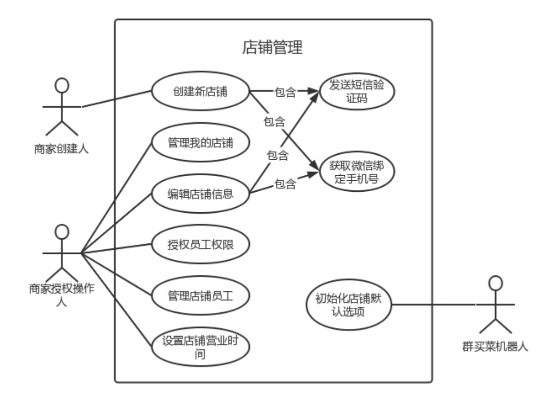 店铺管理
创建新店铺
包含
发送短信验
证码
包含
管理我的店铺
包含
编辑店铺信息
包含
获取微信绑
定手机号
授权员工权限
管理店铺员工
设置店铺营业时
间
初始化店铺默
认选项
商家创建人
商家授权操作
人
群买菜机器人